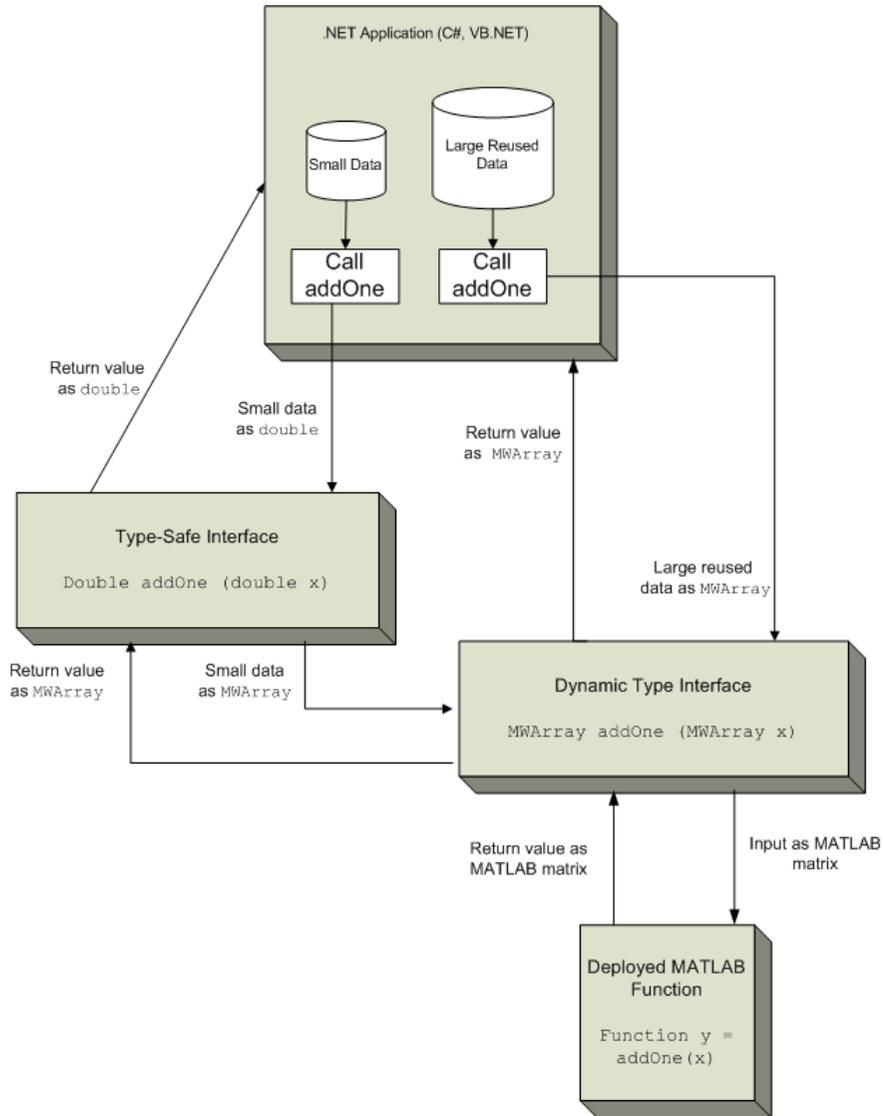 .NET Application (C#, VB.NET)
Small Data
Large Reused
Data
Call
addOne
Call
addOne
Return value
as double
Small data
as double
Return value
as MWArray
Type-Safe Interface
Double addOne (double x)
Large reused
data as MWArray
Return value
as MWArray
Small data
as MWArray
Dynamic Type Interface
MWArray addOne (MWArray x)
Return value as
MATLAB matrix
Input as MATLAB
matrix
Deployed MATLAB
Function
Function y =
addOne(x)